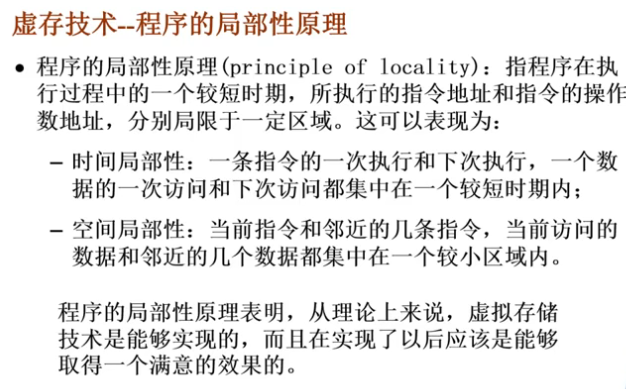 虚存技术--程序的局部性原理
• 程序的局部性原理(principle of locality)：指程序在执
行过程中的一个较短时期，所执行的指令地址和指令的操作
数地址，分别局限于一定区域。这可以表现为：
– 时间局部性：一条指令的一次执行和下次执行，一个数
据的一次访问和下次访问都集中在一个较短时期内；
– 空间局部性：当前指令和邻近的几条指令，当前访问的
数据和邻近的几个数据都集中在一个较小区域内。
程序的局部性原理表明，从理论上来说，虚拟存储
技术是能够实现的，而且在实现了以后应该是能够
取得一个满意的效果的。